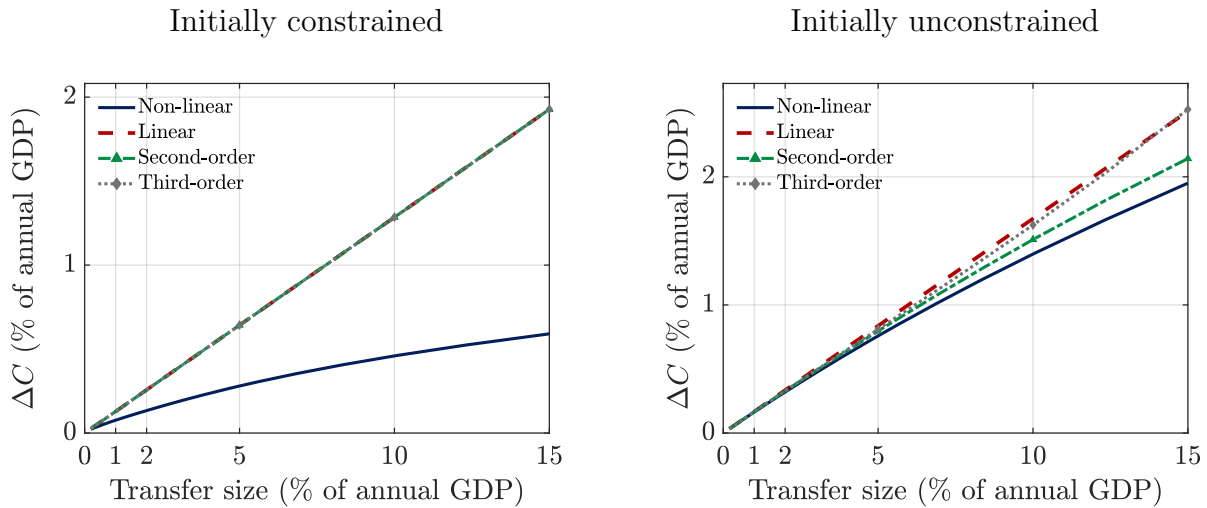 Initially constrained
Non-linear
Linear
Second-order
Third-order
2
1
0
ΔC (% of annual GDP)
0 1 2 5 10 15
Transfer size (% of annual GDP)
Initially unconstrained
Non-linear
Linear
Second-order
Third-order
2
1
0
ΔC (% of annual GDP)
0 1 2 5 10 15
Transfer size (% of annual GDP)